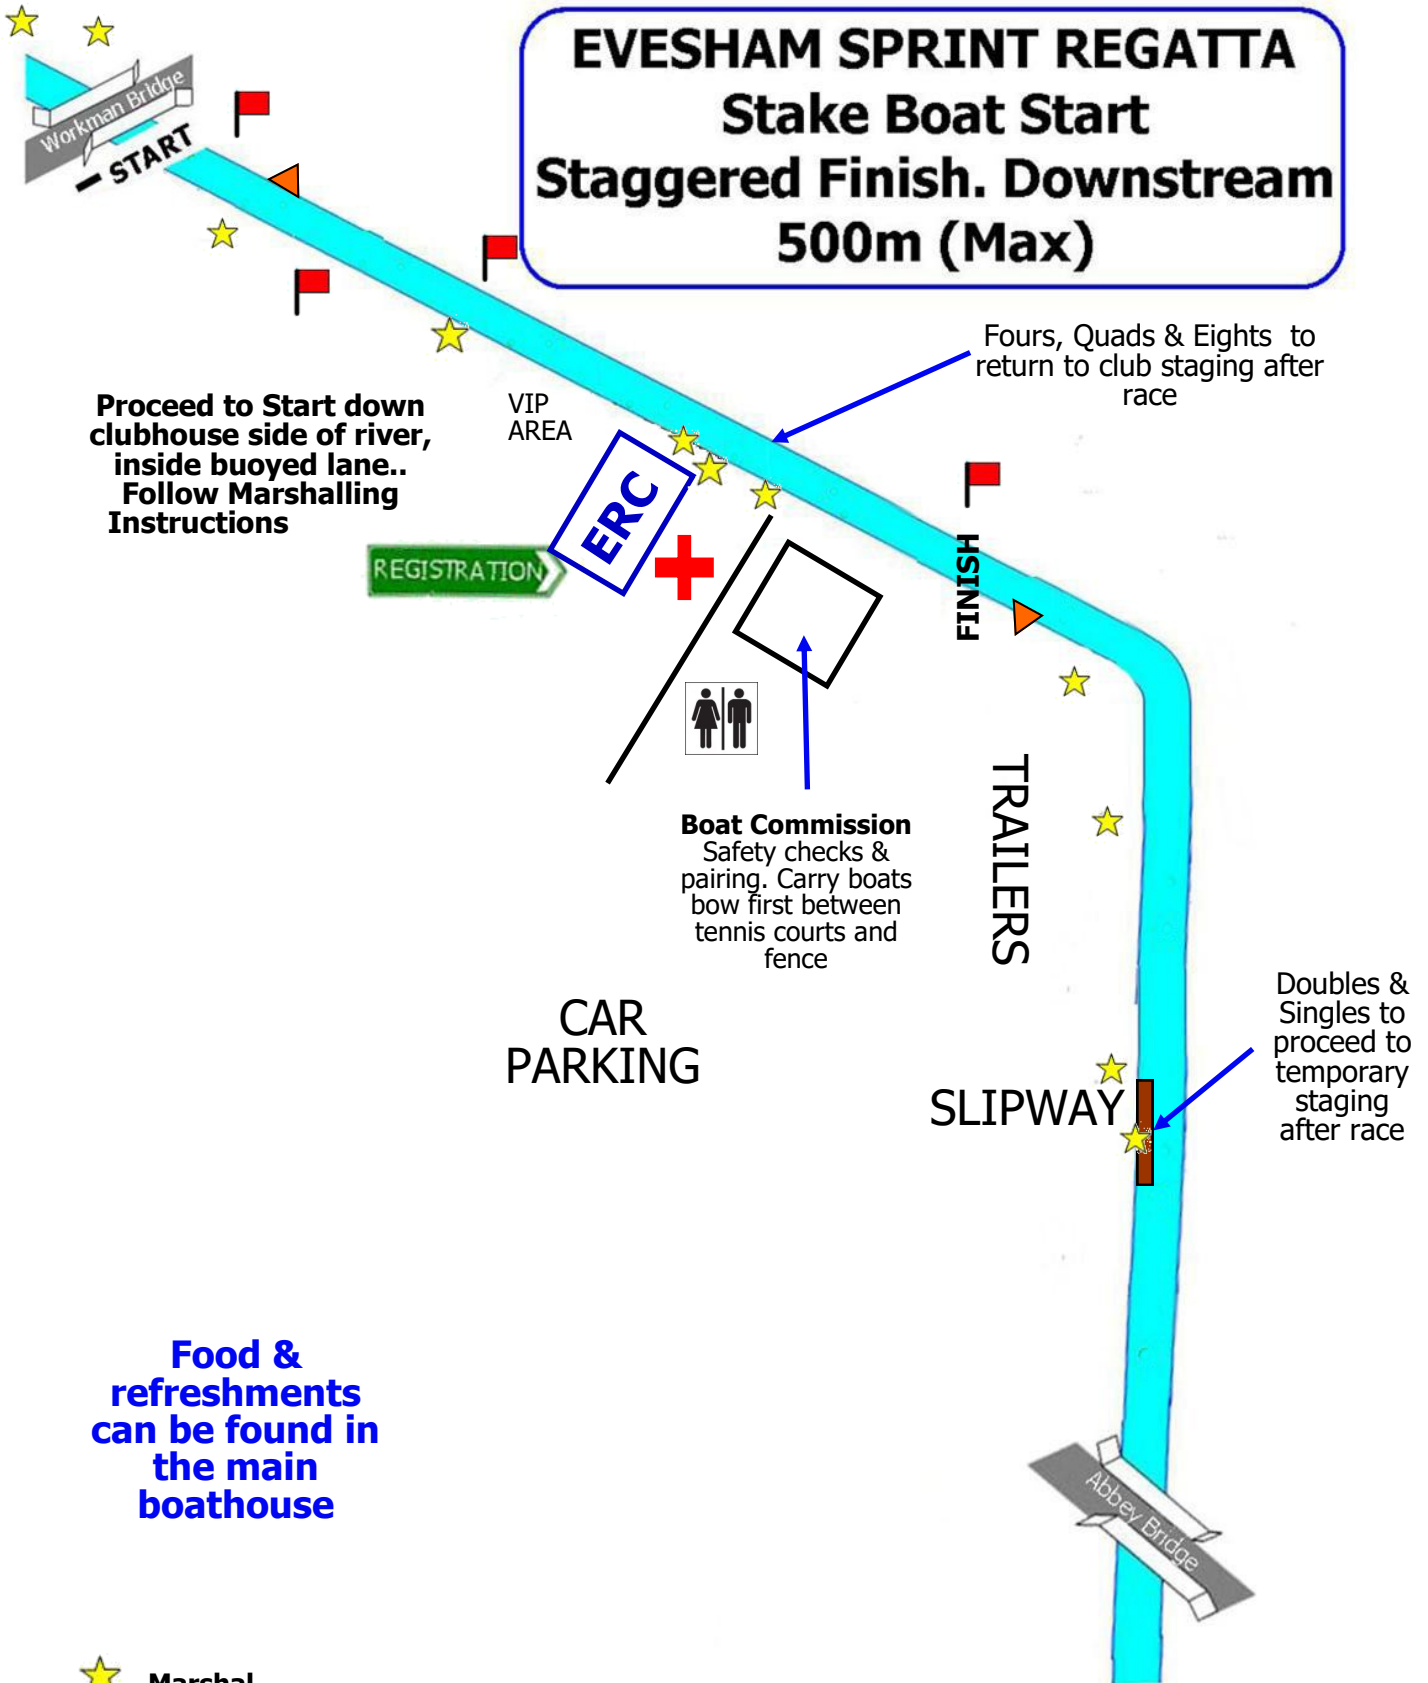 EVESHAM SPRINT REGATTA
Stake Boat Start
Staggered Finish. Downstream
500m (Max)
Workman Bridge
START
Fours, Quads & Eights to
return to club staging after
race
Proceed to Start down
clubhouse side of river,
inside buoyed lane..
Follow Marshalling
Instructions
VIP
AREA
ERC
REGISTRATION
FINISH
TRAILERS
Boat Commission
Safety checks &
pairing. Carry boats
bow first between
tennis courts and
fence
CAR
PARKING
Doubles &
Singles to
proceed to
temporary
staging
after race
SLIPWAY
Food &
refreshments
can be found in
the main
boathouse
Abbey Bridge
Marshal